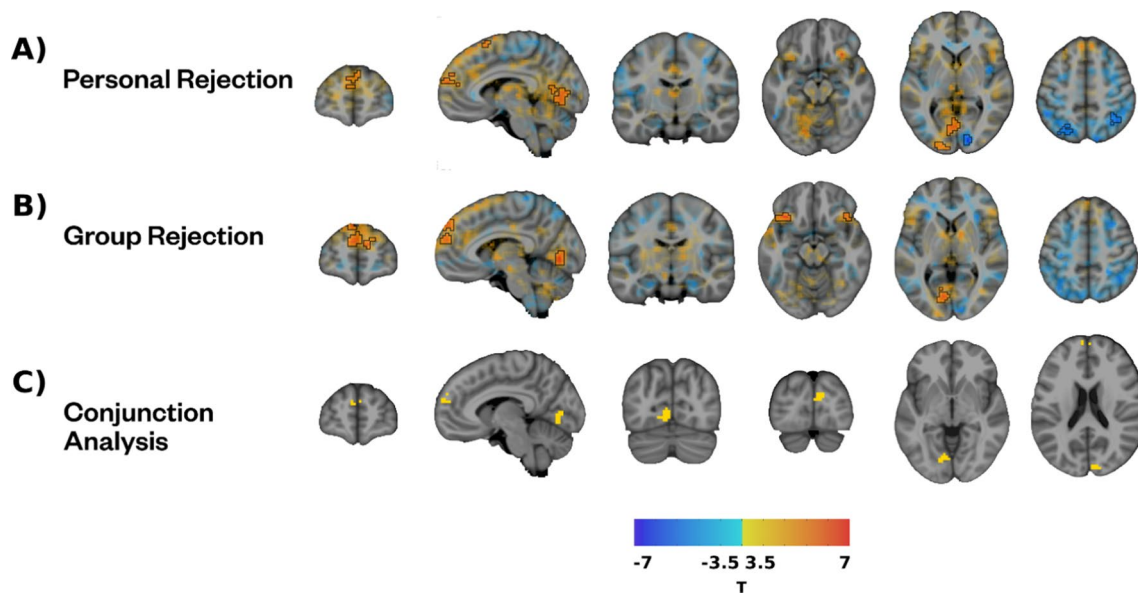 A)
Personal Rejection
B)
Group Rejection
C)
Conjunction
Analysis
-7 -3.5 3.5 7
T